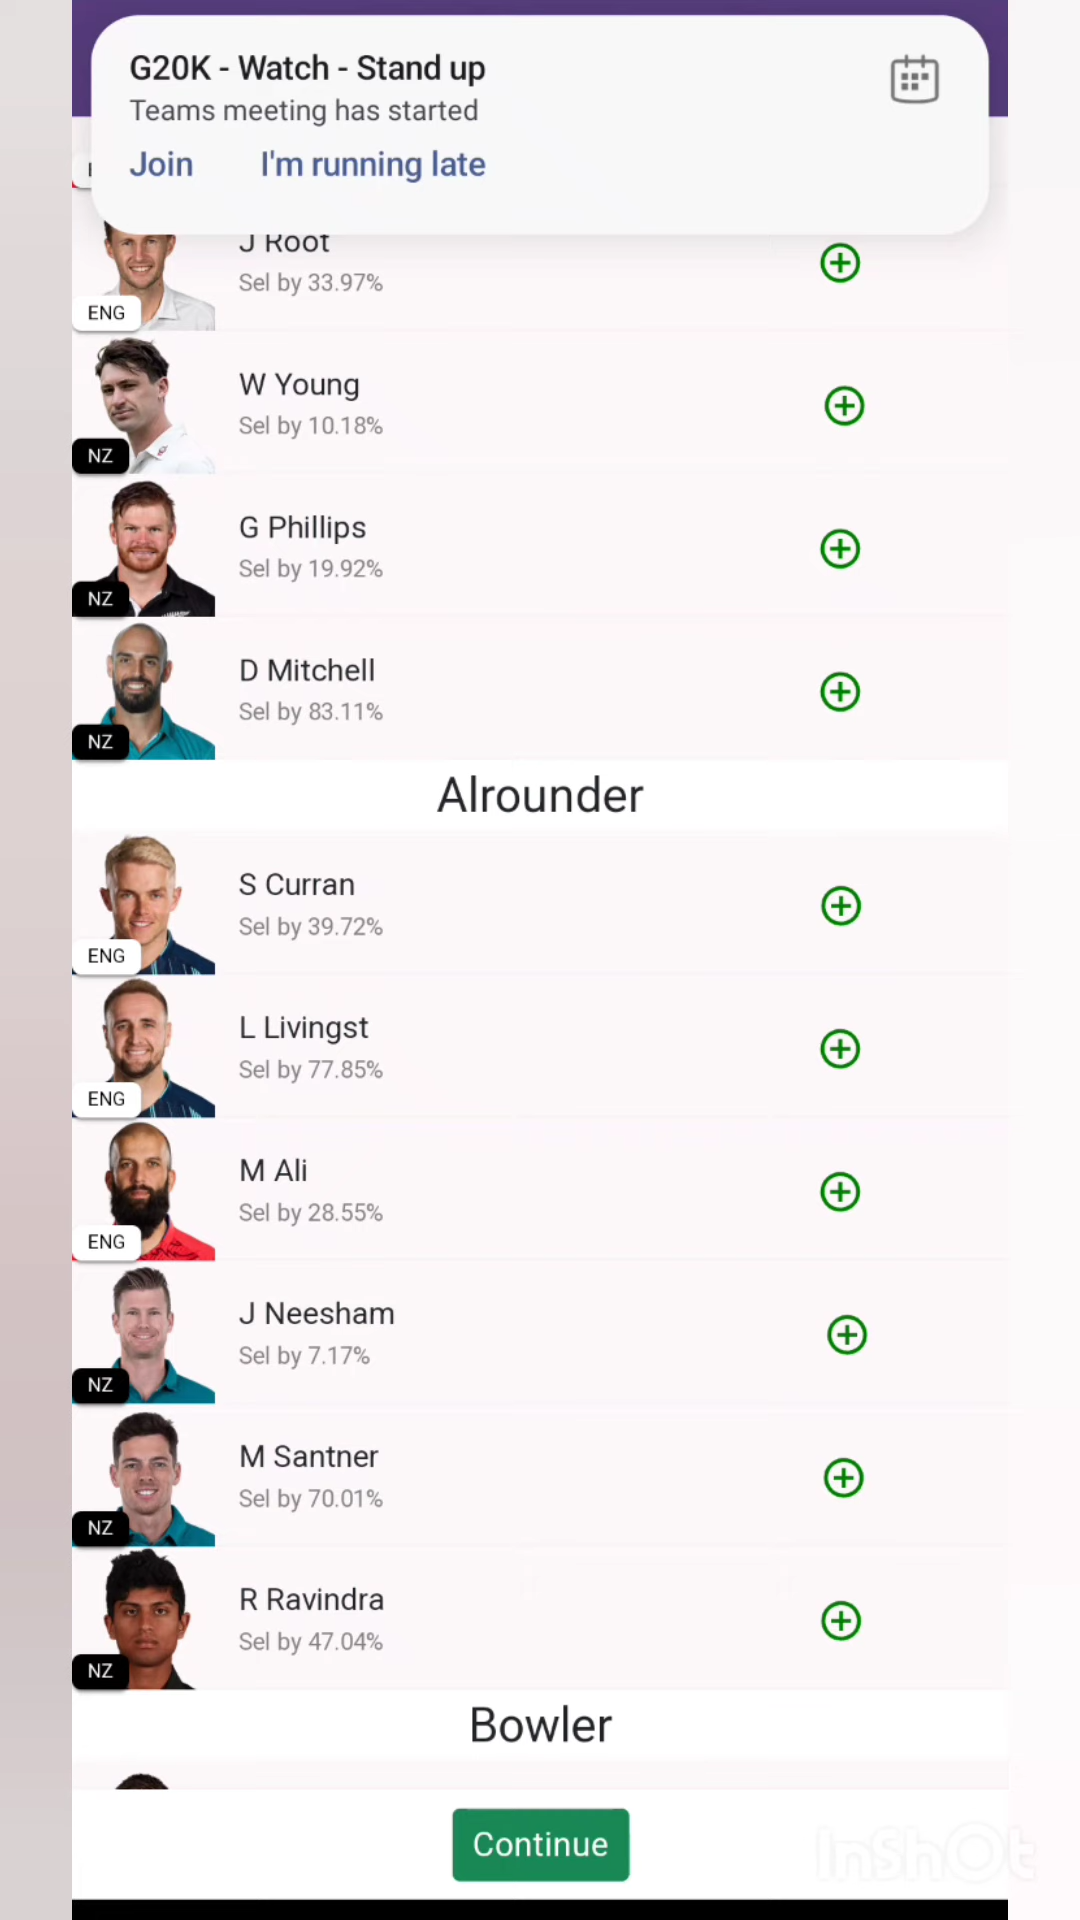 G20K - Watch - Stand up
Teams meeting has started
Join I'm running late
J Root
Sel by 33.97%
ENG
W Young
Sel by 10.18%
NZ
G Phillips
Sel by 19.92%
NZ
D Mitchell
Sel by 83.11%
NZ
Alrounder
S Curran
Sel by 39.72%
ENG
L Livingst
Sel by 77.85%
ENG
M Ali
Sel by 28.55%
ENG
J Neesham
Sel by 7.17%
NZ
M Santner
Sel by 70.01%
NZ
R Ravindra
Sel by 47.04%
NZ
Bowler
Continue
InShOt